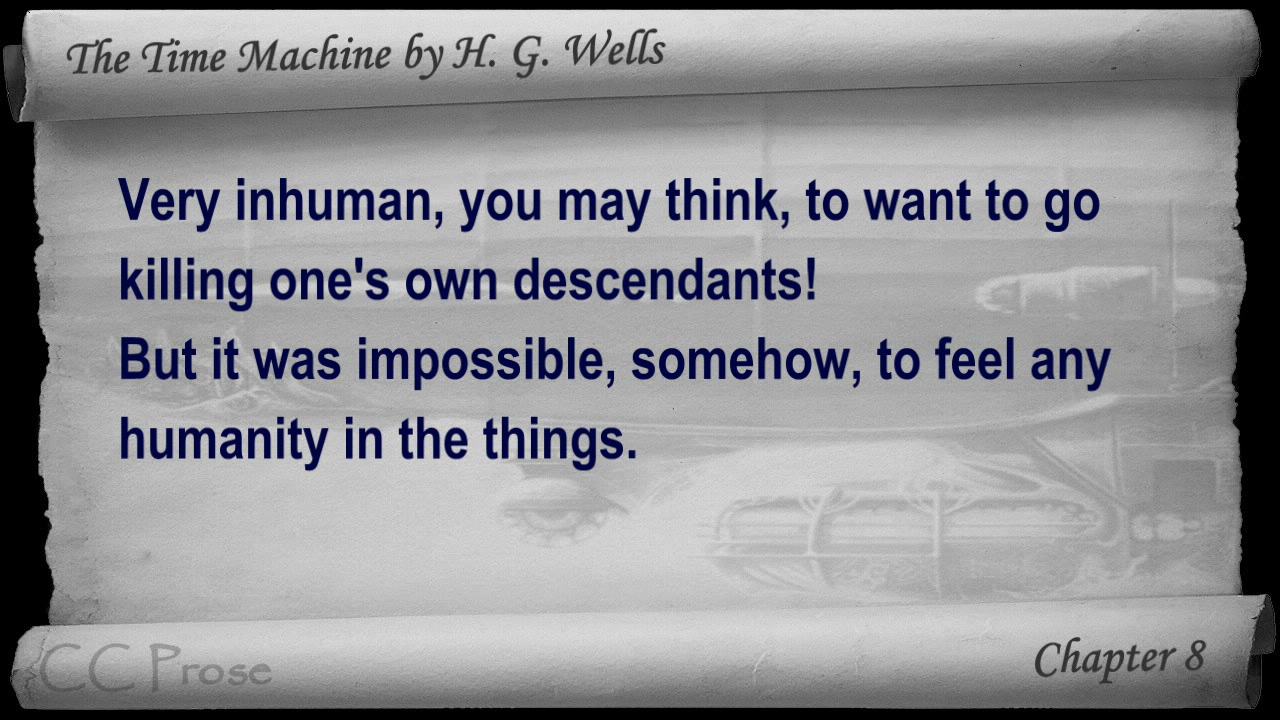 The Time Machine by H. G. Wells
Very inhuman, you may think, to want to go
killing one's own descendants!
But it was impossible, somehow, to feel any
humanity in the things.
CC Prose
Chapter 8